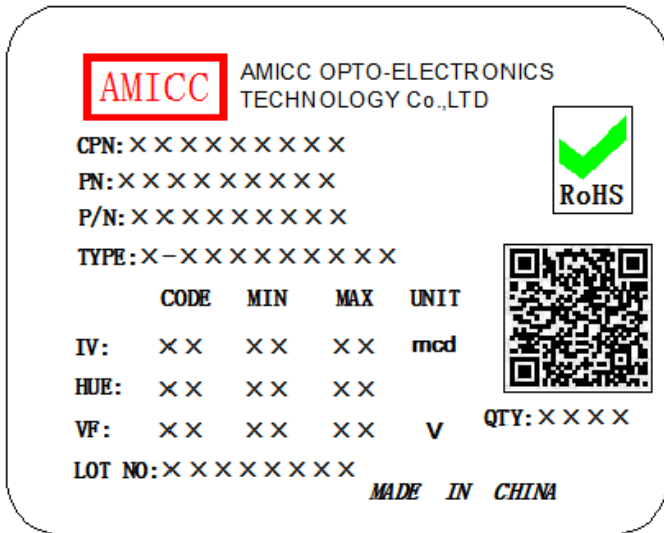 AMICC
AMICC OPTO-ELECTRONICS
TECHNOLOGY Co.,LTD
CPN:×××××××××
PN:×××××××××
P/N:×××××××××
RoHS
TYPE:×-×××××××××
CODE MIN MAX UNIT
IV: ×× ×× ×× mcd
HUE: ×× ×× ××
VF: ×× ×× ×× V
QTY:××××
LOT NO:××××××××
MADE IN CHINA